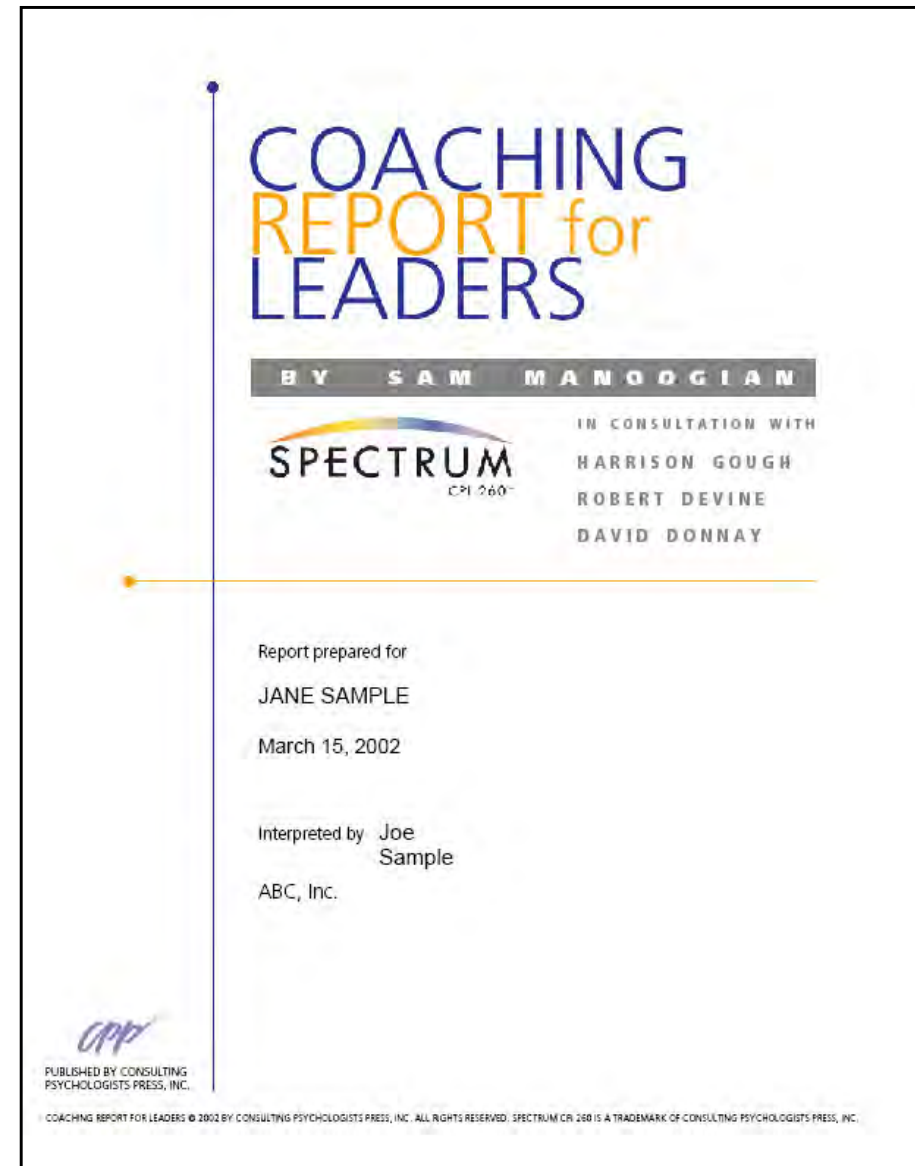 COACHING
REPORT for
LEADERS
BY SAM MANOOGIAN
SPECTRUM
CPI 260™
IN CONSULTATION WITH
HARRISON GOUGH
ROBERT DEVINE
DAVID DONNAY
Report prepared for
JANE SAMPLE
March 15, 2002
Interpreted by Joe
Sample
ABC, Inc.
cpp
PUBLISHED BY CONSULTING
PSYCHOLOGISTS PRESS, INC.
COACHING REPORT FOR LEADERS © 2002 BY CONSULTING PSYCHOLOGISTS PRESS, INC. ALL RIGHTS RESERVED. SPECTRUM CPI 260 IS A TRADEMARK OF CONSULTING PSYCHOLOGISTS PRESS, INC.